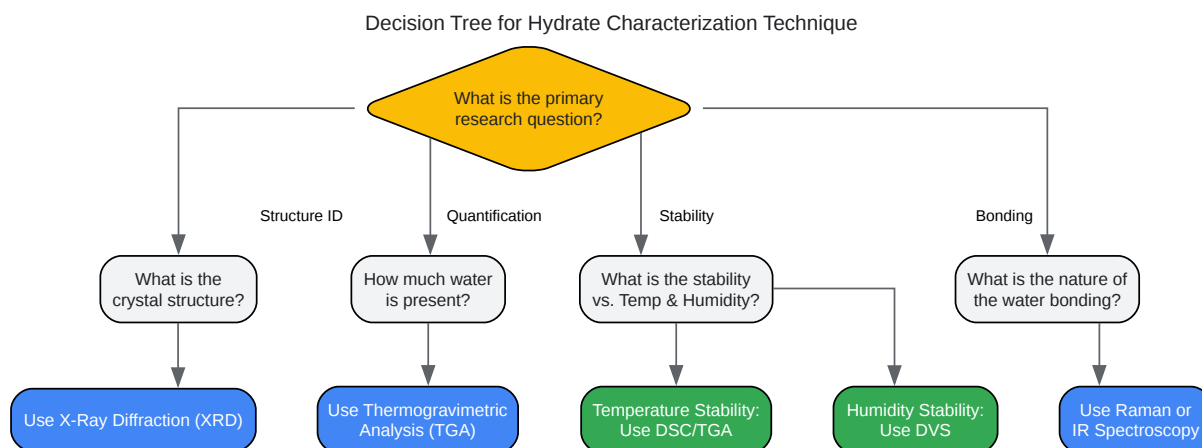 Decision Tree for Hydrate Characterization Technique
What is the primary
research question?
Structure ID
Quantification
Stability
Bonding
What is the
crystal structure?
How much water
is present?
What is the stability
vs. Temp & Humidity?
What is the nature of
the water bonding?
Use X-Ray Diffraction (XRD)
Use Thermogravimetric
Analysis (TGA)
Temperature Stability:
Use DSC/TGA
Humidity Stability:
Use DVS
Use Raman or
IR Spectroscopy